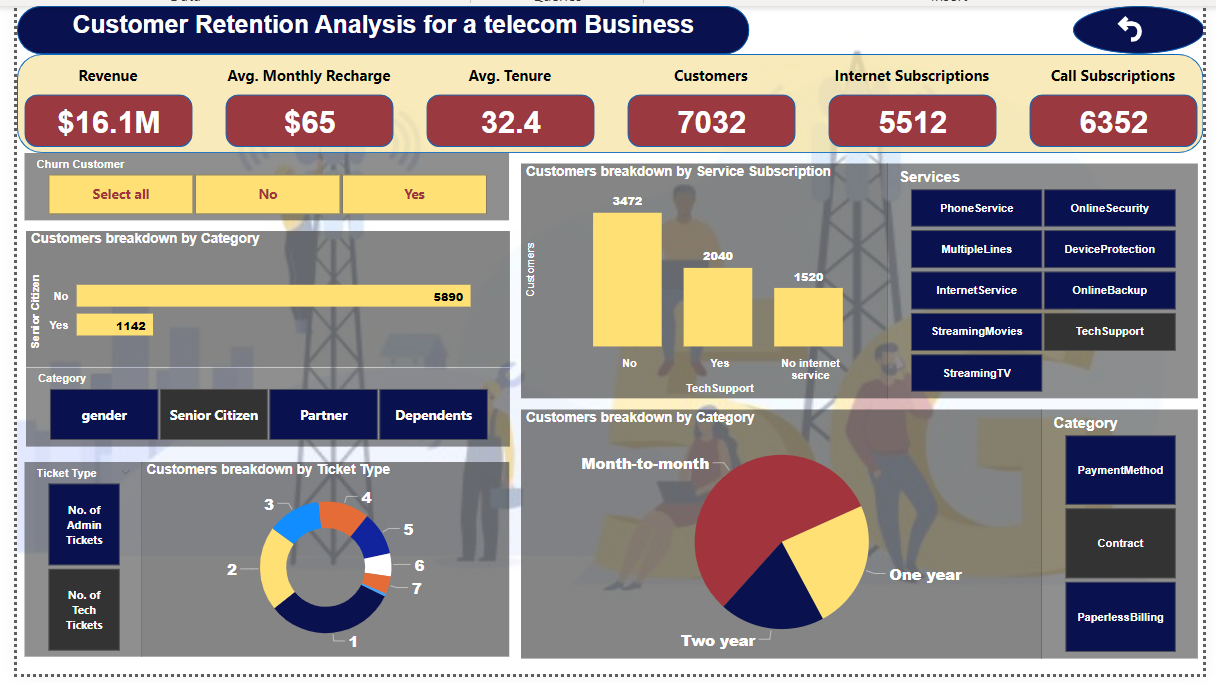 Queries
Insert
Customer Retention Analysis for a telecom Business
Revenue
Avg. Monthly Recharge
Avg. Tenure
Customers
Internet Subscriptions
Call Subscriptions
$16.1M
$65
32.4
7032
5512
6352
Churn Customer
Select all
No
Yes
Customers breakdown by Category
Senior Citizen
No
5890
Yes
1142
Category
gender
Senior Citizen
Partner
Dependents
Ticket Type
No. of
Admin
Tickets
No. of
Tech
Tickets
Customers breakdown by Ticket Type
3
4
5
2
6
7
1
Customers breakdown by Service Subscription
Customers
3472
2040
1520
No
Yes
No internet
service
TechSupport
Services
PhoneService
OnlineSecurity
MultipleLines
DeviceProtection
InternetService
OnlineBackup
StreamingMovies
TechSupport
StreamingTV
Customers breakdown by Category
Month-to-month
One year
Two year
Category
PaymentMethod
Contract
PaperlessBilling